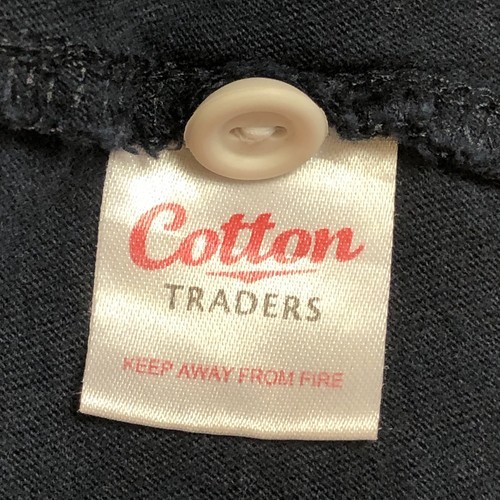 Cotton
TRADERS
KEEP AWAY FROM FIRE